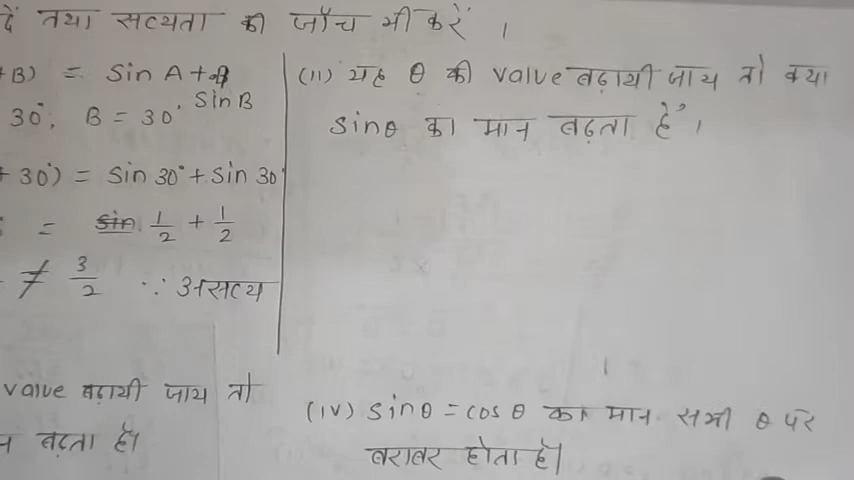 दें तथा सत्यता की जाँच भी करें ।
+ B) = Sin A +
Sin B
30°, B = 30°
+ 30°) = Sin 30° + Sin 30°
= sin 1/2 + 1/2
≠ 3/2 ∵ असत्य
(11) यह θ की value बढ़ायी जाय तो क्या
Sinθ का मान बढ़ता है ।
value बढ़ायी जाय तो
न बढ़ता है।
(iv) Sinθ = cos θ का मान सभी θ पर
बराबर होता है।